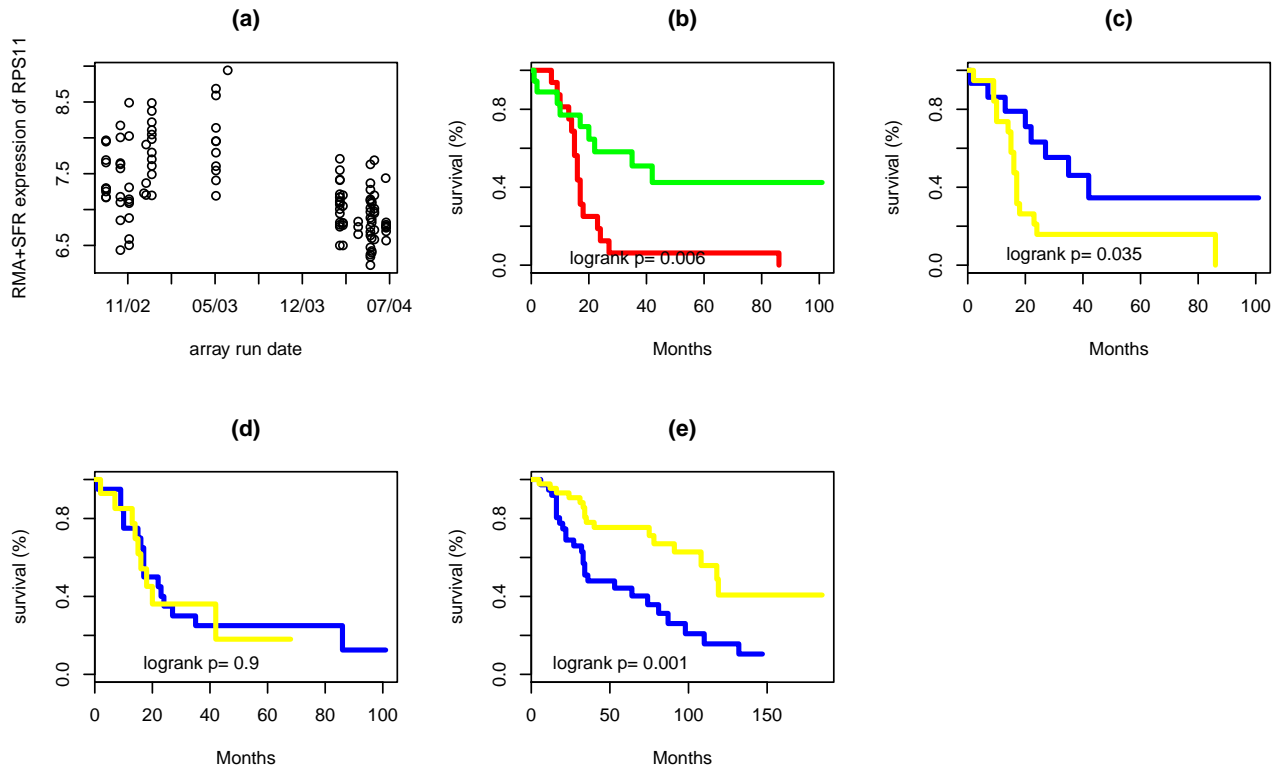 (a)
RMA+SFR expression of RPS11
8.5
7.5
6.5
11/02 05/03 12/03 07/04
array run date
(b)
survival (%)
0.8
0.4
0.0
logrank p= 0.006
0 20 40 60 80 100
Months
(c)
survival (%)
0.8
0.4
0.0
logrank p= 0.035
0 20 40 60 80 100
Months
(d)
survival (%)
0.8
0.4
0.0
logrank p= 0.9
0 20 40 60 80 100
Months
(e)
survival (%)
0.8
0.4
0.0
logrank p= 0.001
0 50 100 150
Months